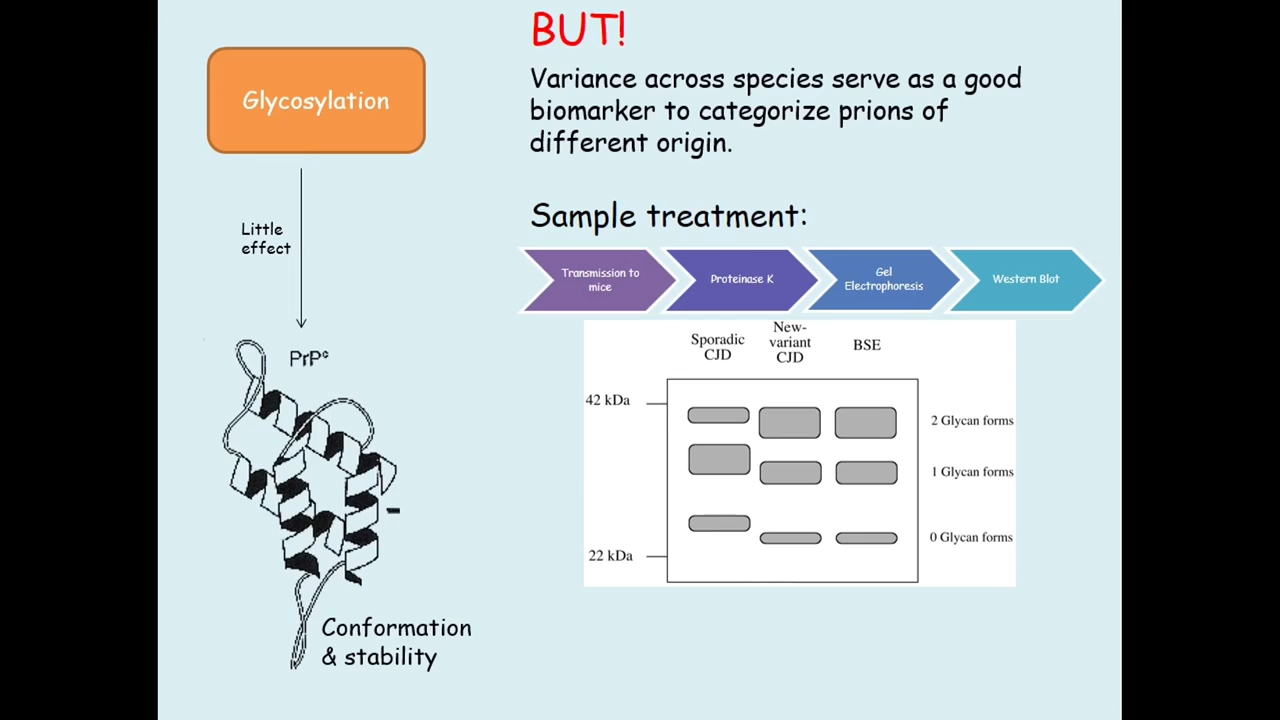 Glycosylation
Little
effect
PrPᶜ
Conformation
& stability
BUT!
Variance across species serve as a good
biomarker to categorize prions of
different origin.
Sample treatment:
Transmission to
mice
Proteinase K
Gel
Electrophoresis
Western Blot
Sporadic
CJD
New-
variant
CJD
BSE
42 kDa
22 kDa
2 Glycan forms
1 Glycan forms
0 Glycan forms